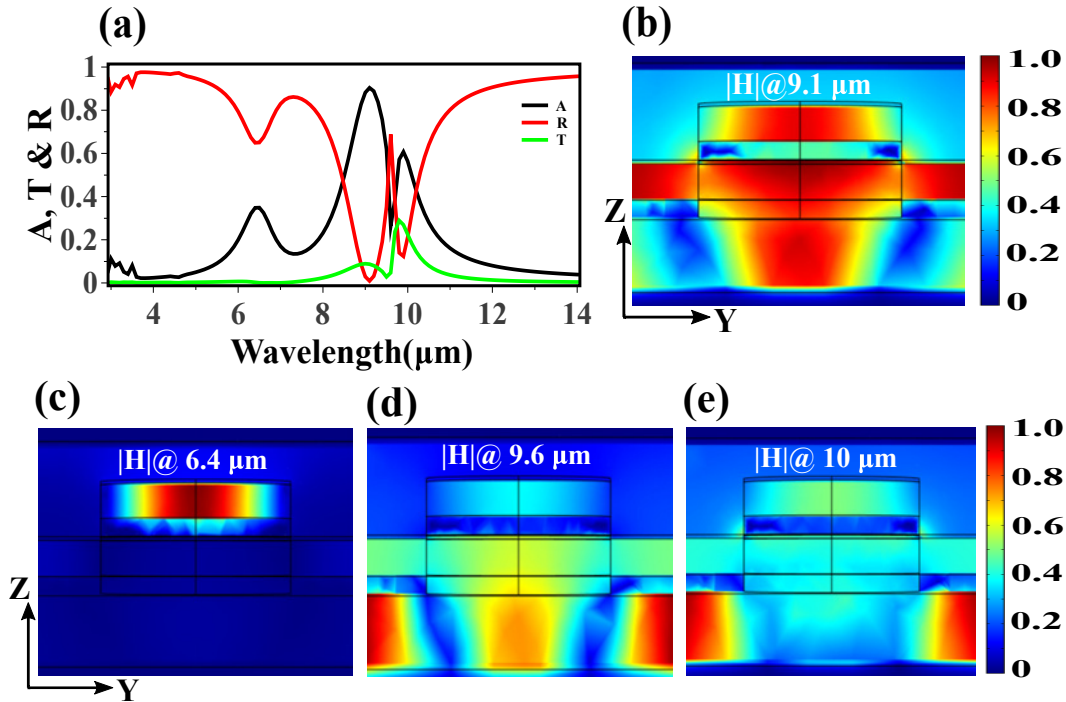 (a)
A, T & R
1
0.8
0.6
0.4
0.2
0
4 6 8 10 12 14
Wavelength(μm)
A
R
T
(b)
|H|@9.1 μm
Z
Y
1.0
0.8
0.6
0.4
0.2
0
(c)
|H|@ 6.4 μm
Z
Y
(d)
|H|@ 9.6 μm
(e)
|H|@ 10 μm
1.0
0.8
0.6
0.4
0.2
0